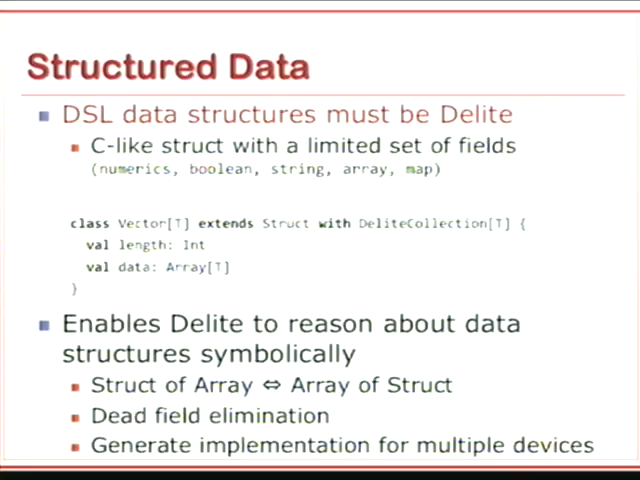 Structured Data
DSL data structures must be Delite
C-like struct with a limited set of fields
(numerics, boolean, string, array, map)
class Vector[T] extends Struct with DeliteCollection[T] {
val length: Int
val data: Array[T]
}
Enables Delite to reason about data
structures symbolically
Struct of Array ⇔ Array of Struct
Dead field elimination
Generate implementation for multiple devices